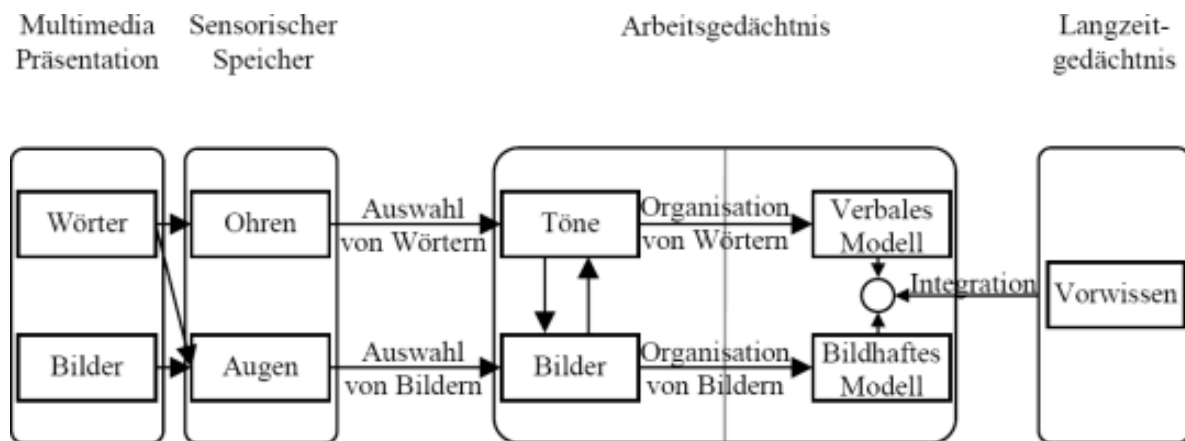 Multimedia
Präsentation
Sensorischer
Speicher
Arbeitsgedächtnis
Langzeit-
gedächtnis
Wörter
Ohren
Auswahl
von Wörtern
Töne
Organisation
von Wörtern
Verbales
Modell
Integration
Vorwissen
Bilder
Augen
Auswahl
von Bildern
Bilder
Organisation
von Bildern
Bildhaftes
Modell